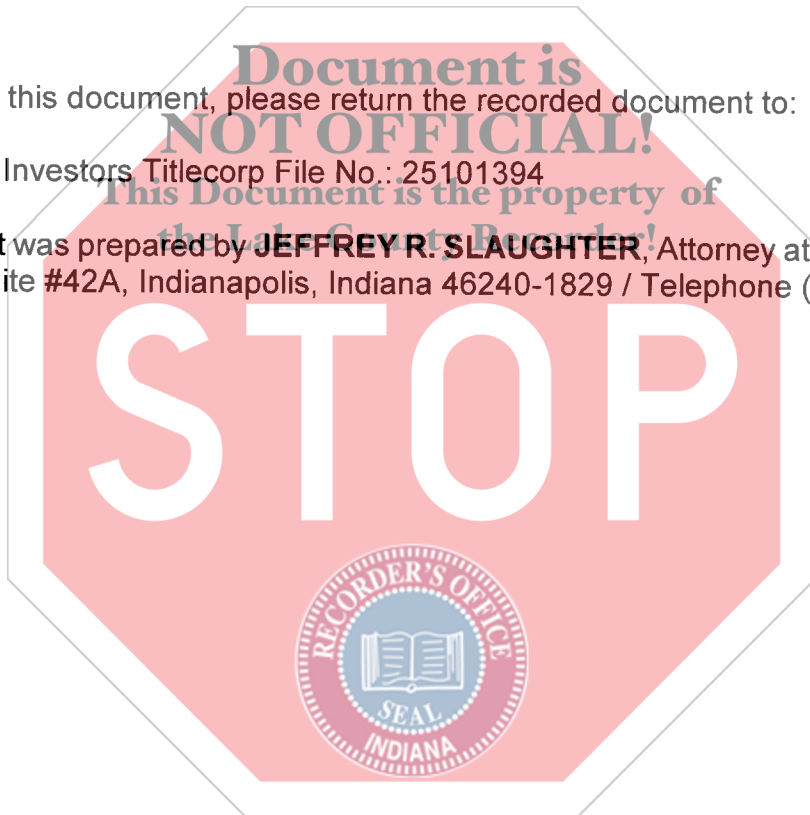 Document is
this document, please return the recorded document to:
NOT OFFICIAL!
Investors Titlecorp File No.: 25101394
This Document is the property of
the Lake County Recorder!
t was prepared by JEFFREY R. SLAUGHTER, Attorney at
ite #42A, Indianapolis, Indiana 46240-1829 / Telephone (
STOP
RECORDER'S OFFICE
SEAL
INDIANA